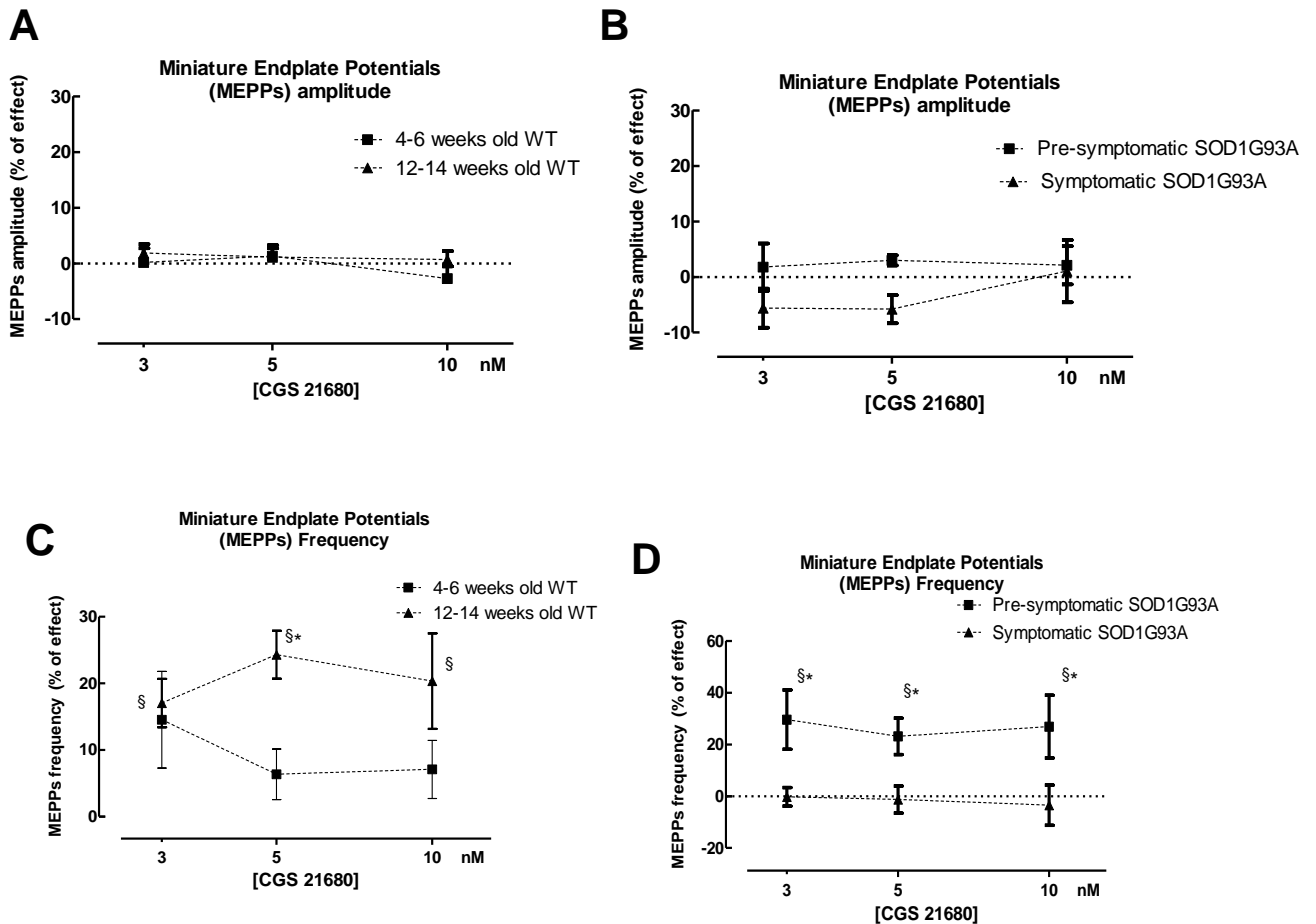 A
Miniature Endplate Potentials
(MEPPs) amplitude
MEPPs amplitude (% of effect)
30
20
10
0
-10
4-6 weeks old WT
12-14 weeks old WT
3 5 10 nM
[CGS 21680]
B
Miniature Endplate Potentials
(MEPPs) amplitude
MEPPs amplitude (% of effect)
30
20
10
0
-10
Pre-symptomatic SOD1G93A
Symptomatic SOD1G93A
3 5 10 nM
[CGS 21680]
C
Miniature Endplate Potentials
(MEPPs) Frequency
MEPPs frequency (% of effect)
30
20
10
0
4-6 weeks old WT
12-14 weeks old WT
§
§*
§
3 5 10 nM
[CGS 21680]
D
Miniature Endplate Potentials
(MEPPs) Frequency
MEPPs frequency (% of effect)
60
40
20
0
-20
Pre-symptomatic SOD1G93A
Symptomatic SOD1G93A
§*
§*
§*
3 5 10 nM
[CGS 21680]